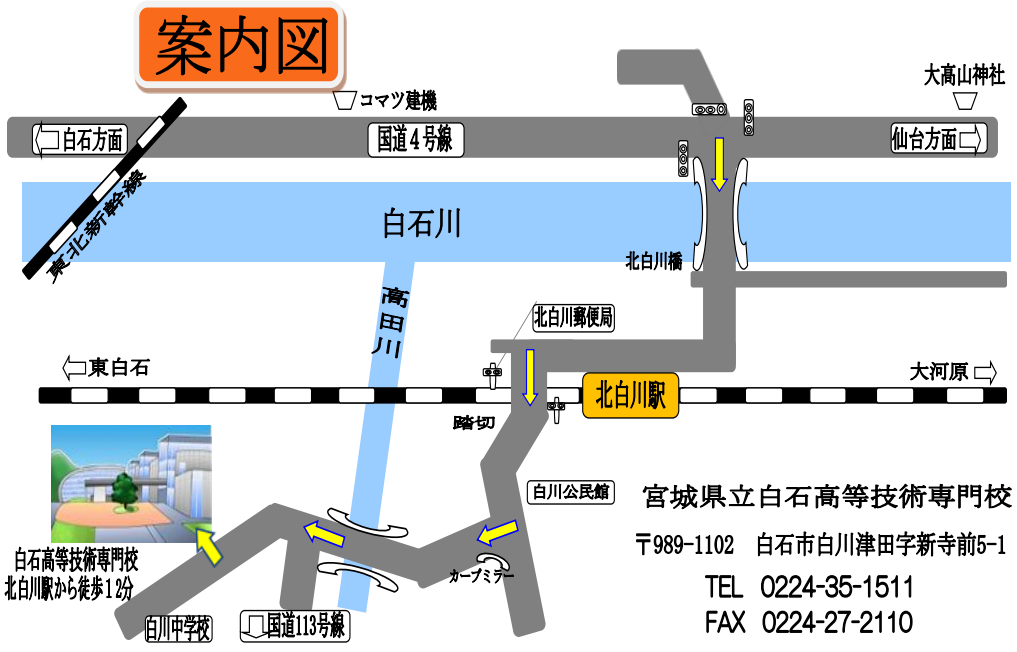 案内図
コマツ建機
大高山神社
白石方面
国道４号線
仙台方面
東北新幹線
白石川
北白川橋
高田川
北白川郵便局
東白石
大河原
北白川駅
踏切
白川公民館
宮城県立白石高等技術専門校
〒989-1102 白石市白川津田字新寺前5-1
TEL 0224-35-1511
FAX 0224-27-2110
白石高等技術専門校
北白川駅から徒歩１2分
カーブミラー
白川中学校
国道113号線